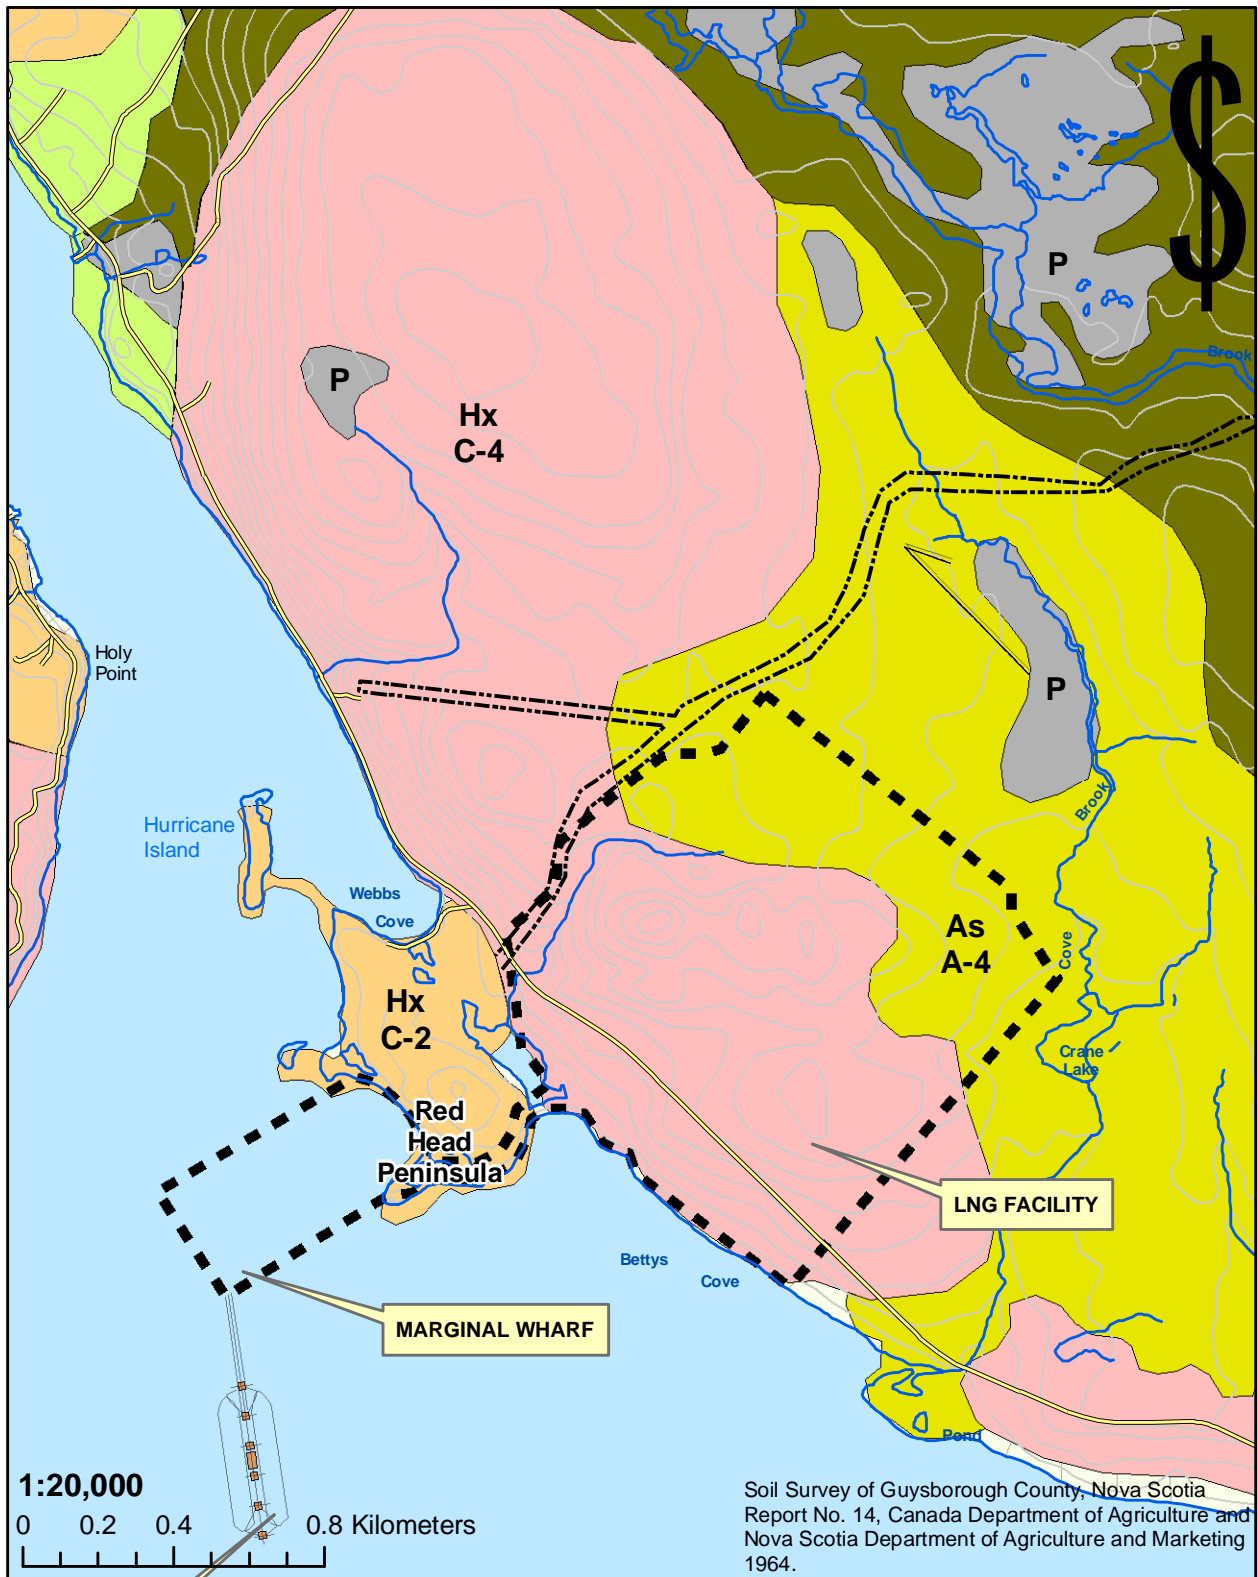 $
P
Brook
P
Hx
C-4
Holy
Point
P
Brook
Hurricane
Island
Webbs
Cove
As
A-4
Cove
Hx
C-2
Crane
Lake
Red
Head
Peninsula
LNG FACILITY
Bettys
Cove
MARGINAL WHARF
Pond
1:20,000
0 0.2 0.4 0.8 Kilometers
Soil Survey of Guysborough County, Nova Scotia
Report No. 14, Canada Department of Agriculture and
Nova Scotia Department of Agriculture and Marketing
1964.